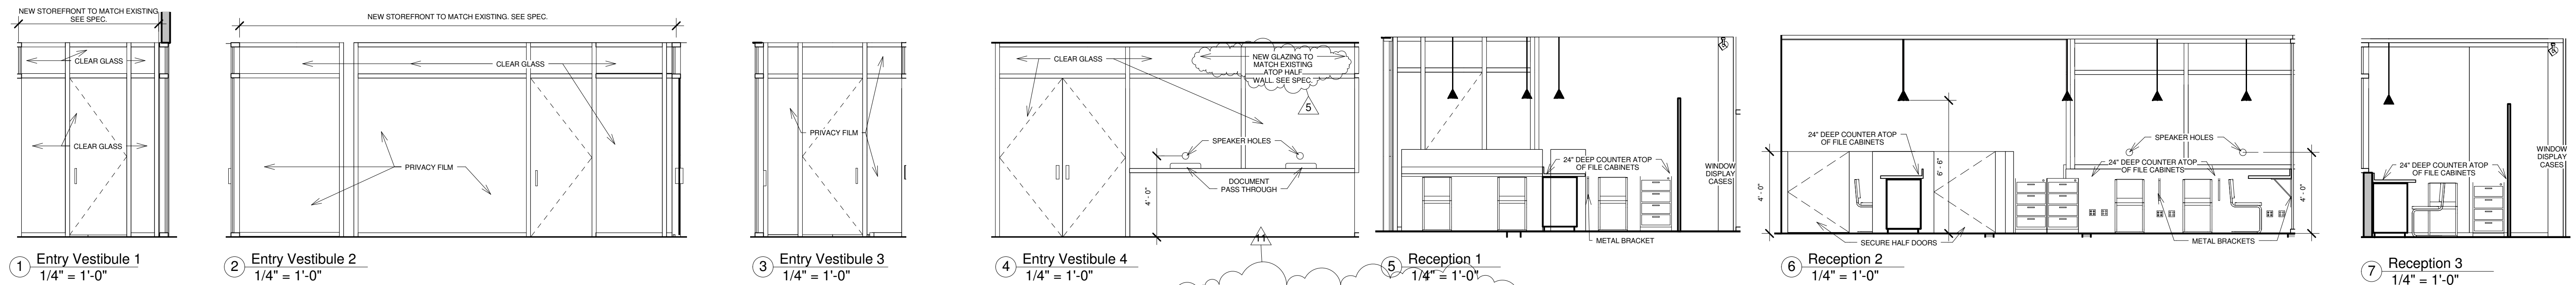 NEW STOREFRONT TO MATCH EXISTING.
SEE SPEC.
CLEAR GLASS
CLEAR GLASS
1
Entry Vestibule 1
1/4" = 1'-0"
NEW STOREFRONT TO MATCH EXISTING. SEE SPEC.
CLEAR GLASS
PRIVACY FILM
2
Entry Vestibule 2
1/4" = 1'-0"
PRIVACY FILM
3
Entry Vestibule 3
1/4" = 1'-0"
CLEAR GLASS
NEW GLAZING TO
MATCH EXISTING
ATOP HALF
WALL. SEE SPEC.
5
SPEAKER HOLES
DOCUMENT
PASS THROUGH
4' - 0"
11
4
Entry Vestibule 4
1/4" = 1'-0"
24" DEEP COUNTER ATOP
OF FILE CABINETS
WINDOW
DISPLAY
CASES
METAL BRACKET
5
Reception 1
1/4" = 1'-0"
24" DEEP COUNTER ATOP
OF FILE CABINETS
6' - 6"
SPEAKER HOLES
24" DEEP COUNTER ATOP
OF FILE CABINETS
4' - 0"
4' - 0"
SECURE HALF DOORS
METAL BRACKETS
6
Reception 2
1/4" = 1'-0"
WINDOW
DISPLAY
CASES
24" DEEP COUNTER ATOP
OF FILE CABINETS
7
Reception 3
1/4" = 1'-0"